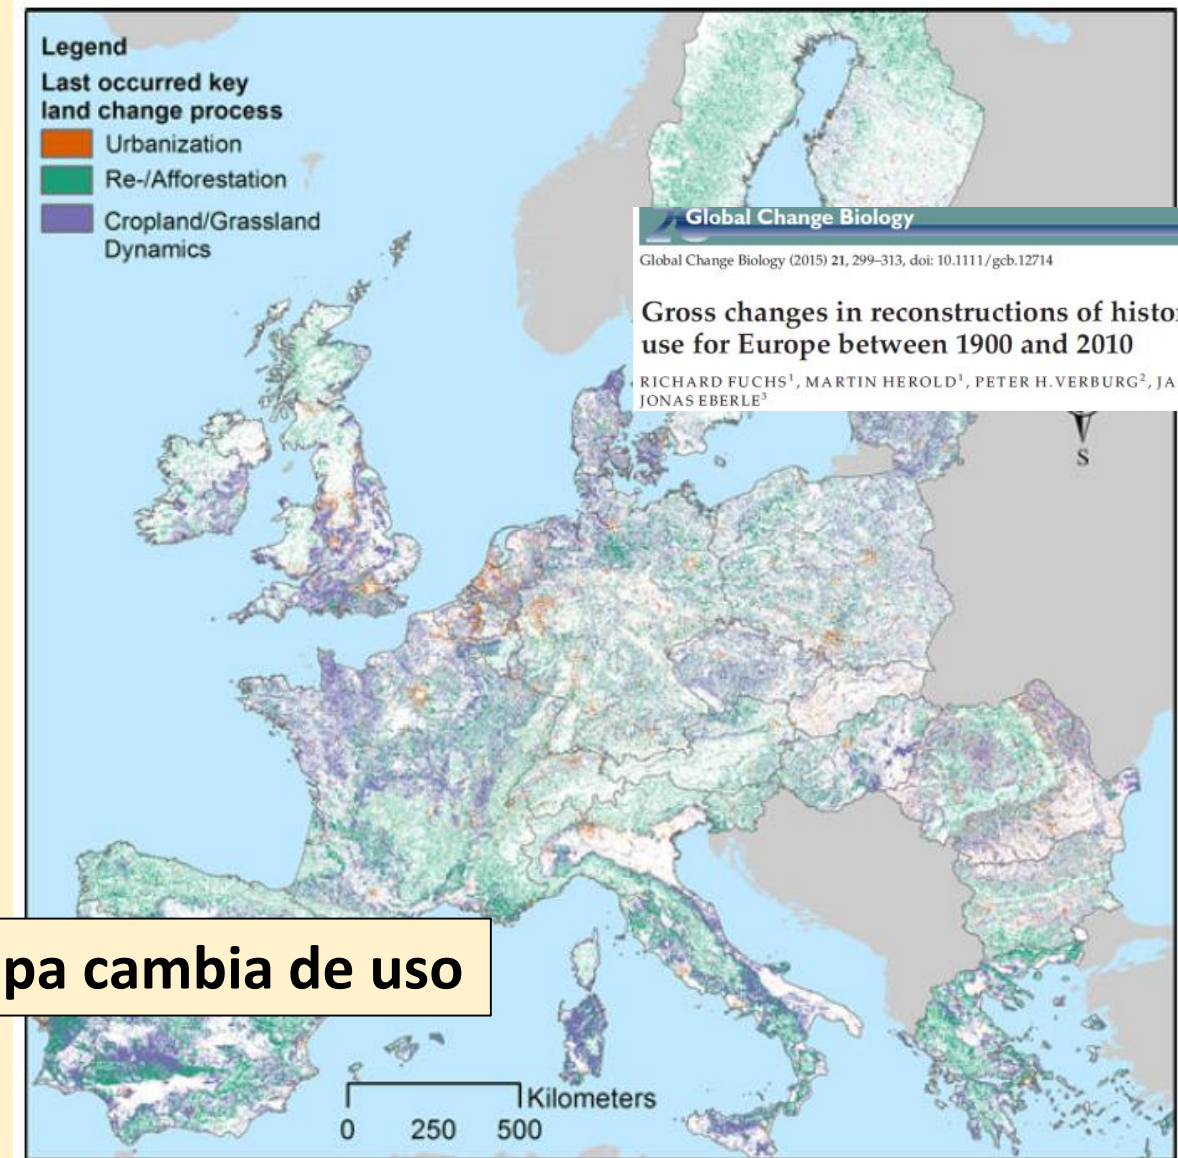 Legend
Last occurred key
land change process
Urbanization
Re-/Afforestation
Cropland/Grassland
Dynamics
Global Change Biology
Global Change Biology (2015) 21, 299–313, doi: 10.1111/gcb.12714
Gross changes in reconstructions of histor
use for Europe between 1900 and 2010
RICHARD FUCHS¹, MARTIN HEROLD¹, PETER H. VERBURG², JA
JONAS EBERLE³
S
pa cambia de uso
Kilometers
0 250 500